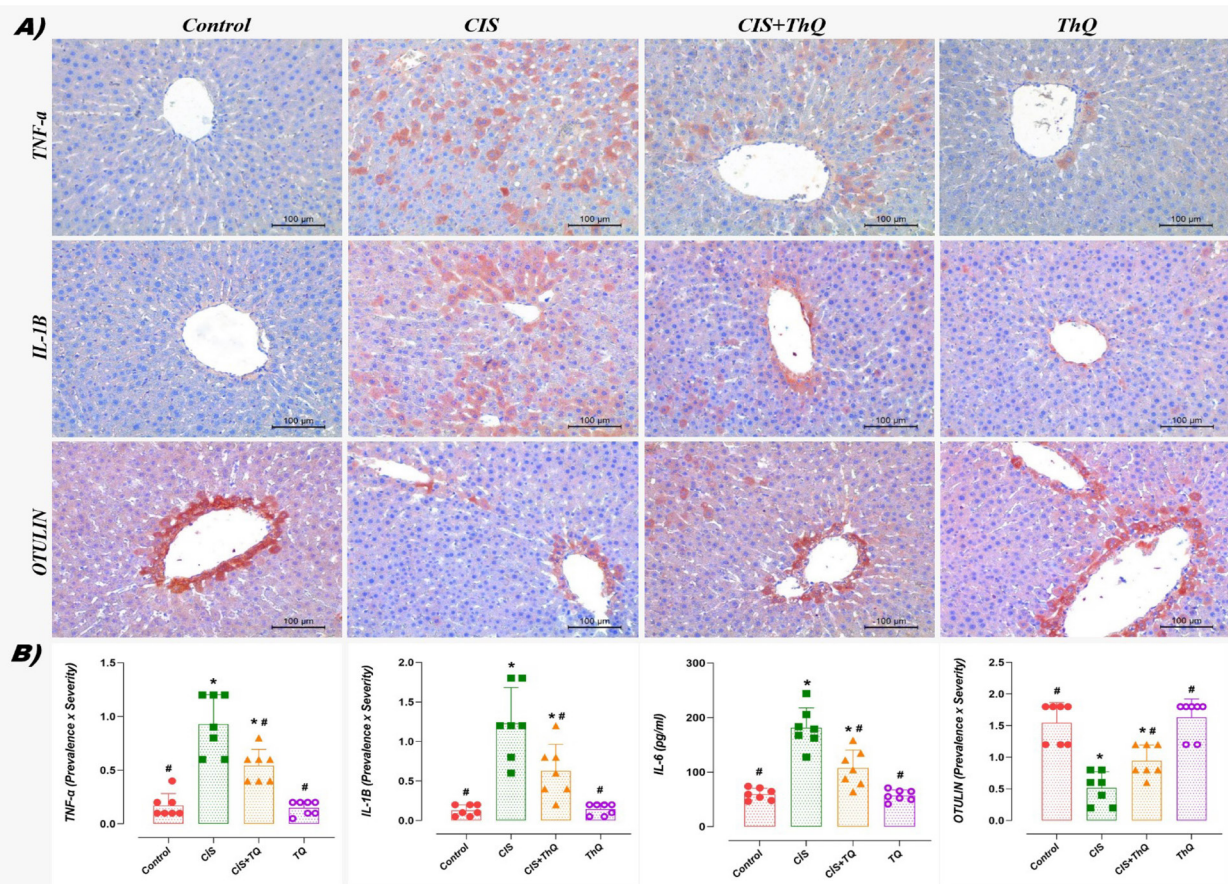 A)
Control CIS CIS+ThQ ThQ
TNF-a
100 µm 100 µm 100 µm 100 µm
IL-1B
100 µm 100 µm 100 µm 100 µm
OTULIN
100 µm 100 µm 100 µm 100 µm
B)
TNF-α (Prevalence x Severity)
1.5
1.0
0.5
0.0
# * * # #
Control CIS CIS+TQ TQ
IL-1B (Prevalence x Severity)
2.0
1.5
1.0
0.5
0.0
# * * # #
Control CIS CIS+ThQ ThQ
IL-6 (pg/ml)
300
200
100
0
# * * # #
Control CIS CIS+TQ TQ
OTULIN (Prevalence x Severity)
2.5
2.0
1.5
1.0
0.5
0.0
# * * # #
Control CIS CIS+ThQ ThQ